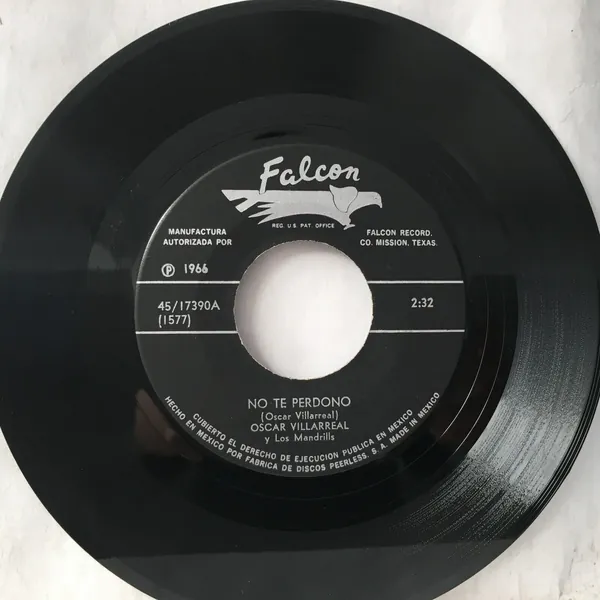 Falcon
REG. U.S. PAT. OFFICE
MANUFACTURA
AUTORIZADA POR
FALCON RECORD,
CO. MISSION, TEXAS.
Ⓟ 1966
45/17390A
(1577)
2:32
NO TE PERDONO
(Oscar Villarreal)
OSCAR VILLARREAL
y Los Mandrills
CUBIERTO EL DERECHO DE EJECUCION PUBLICA EN MEXICO
HECHO EN MEXICO POR FABRICA DE DISCOS PEERLESS, S. A. MADE IN MEXICO